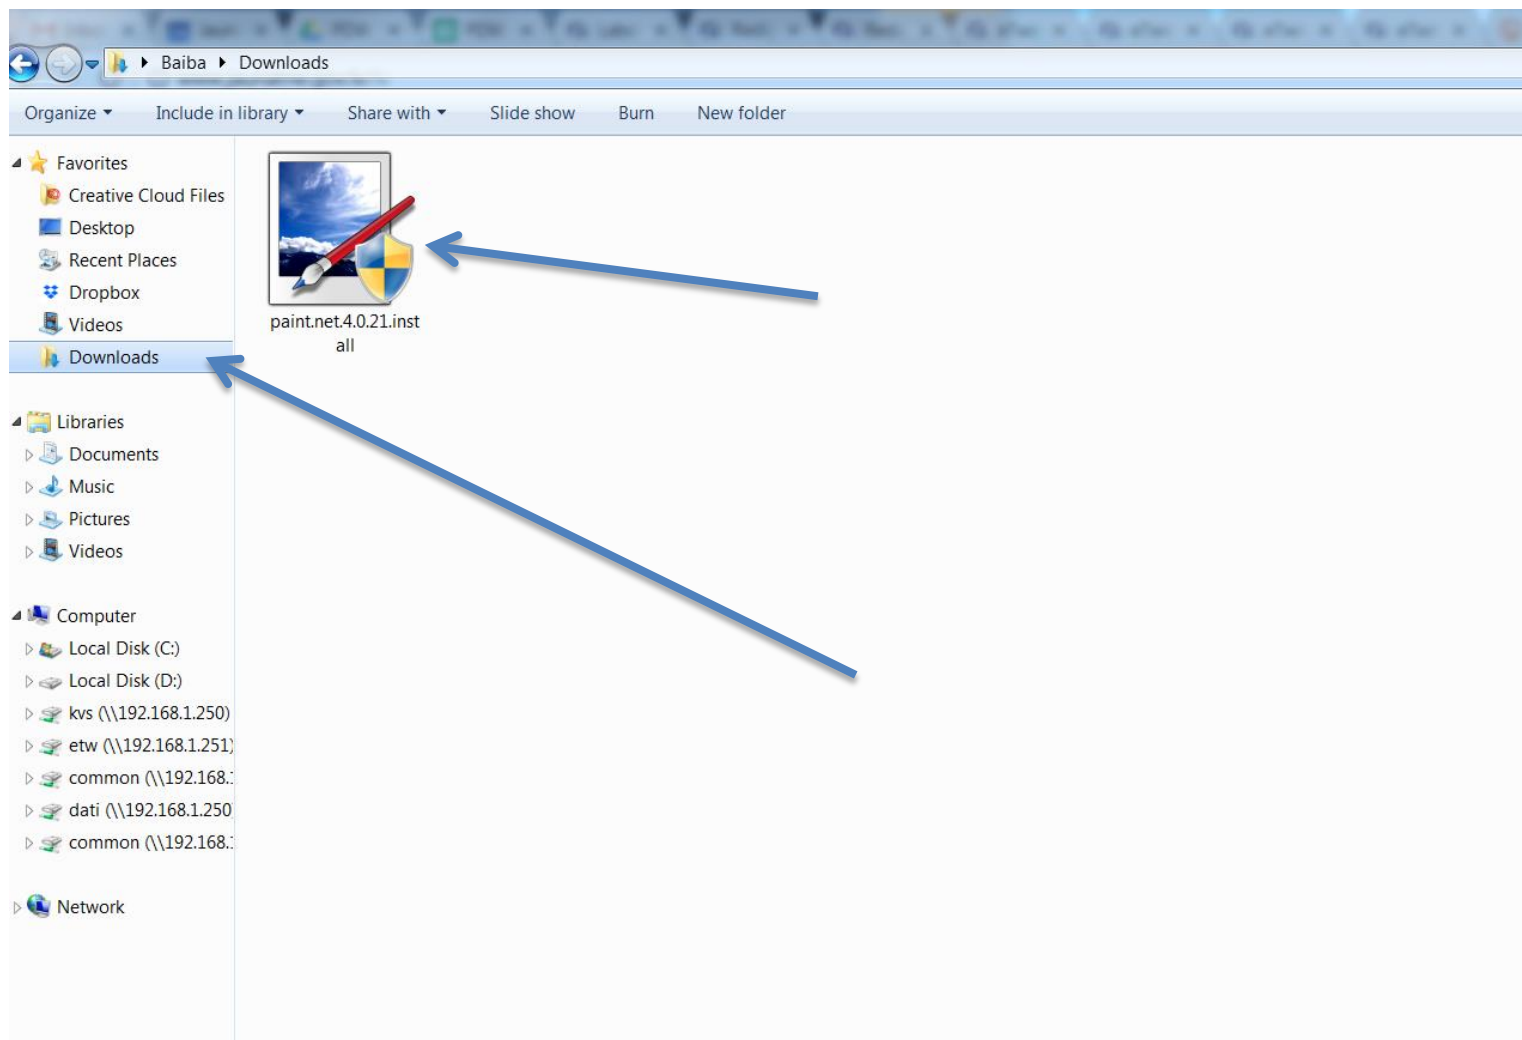 Baiba Downloads
Organize Include in library Share with Slide show Burn New folder
Favorites
Creative Cloud Files
Desktop
Recent Places
Dropbox
Videos
Downloads
Libraries
Documents
Music
Pictures
Videos
Computer
Local Disk (C:)
Local Disk (D:)
kvs (\\192.168.1.250)
etw (\\192.168.1.251)
common (\\192.168.
dati (\\192.168.1.250
common (\\192.168.
Network
paint.net.4.0.21.inst
all